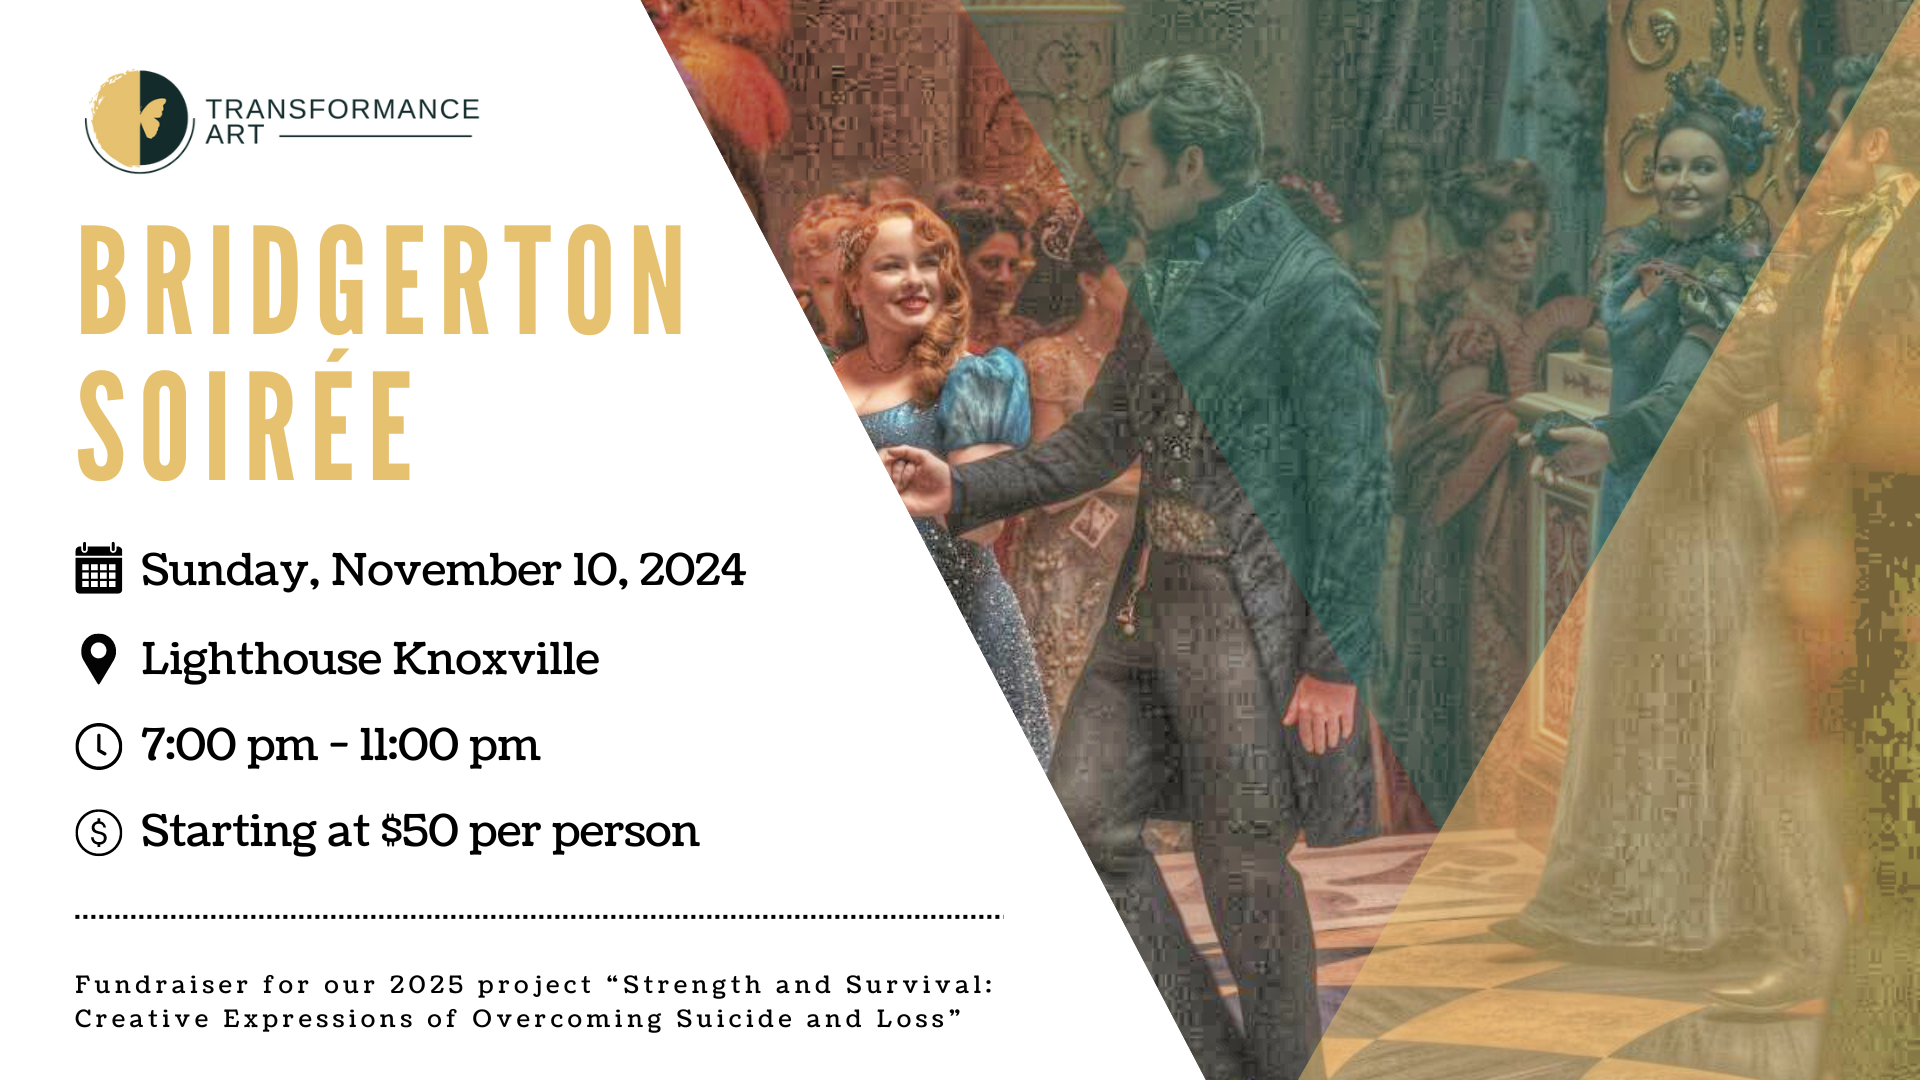 TRANSFORMANCE
ART
BRIDGERTON
SOIRÉE
Sunday, November 10, 2024
Lighthouse Knoxville
7:00 pm - 11:00 pm
$
Starting at $50 per person
Fundraiser for our 2025 project “Strength and Survival:
Creative Expressions of Overcoming Suicide and Loss”